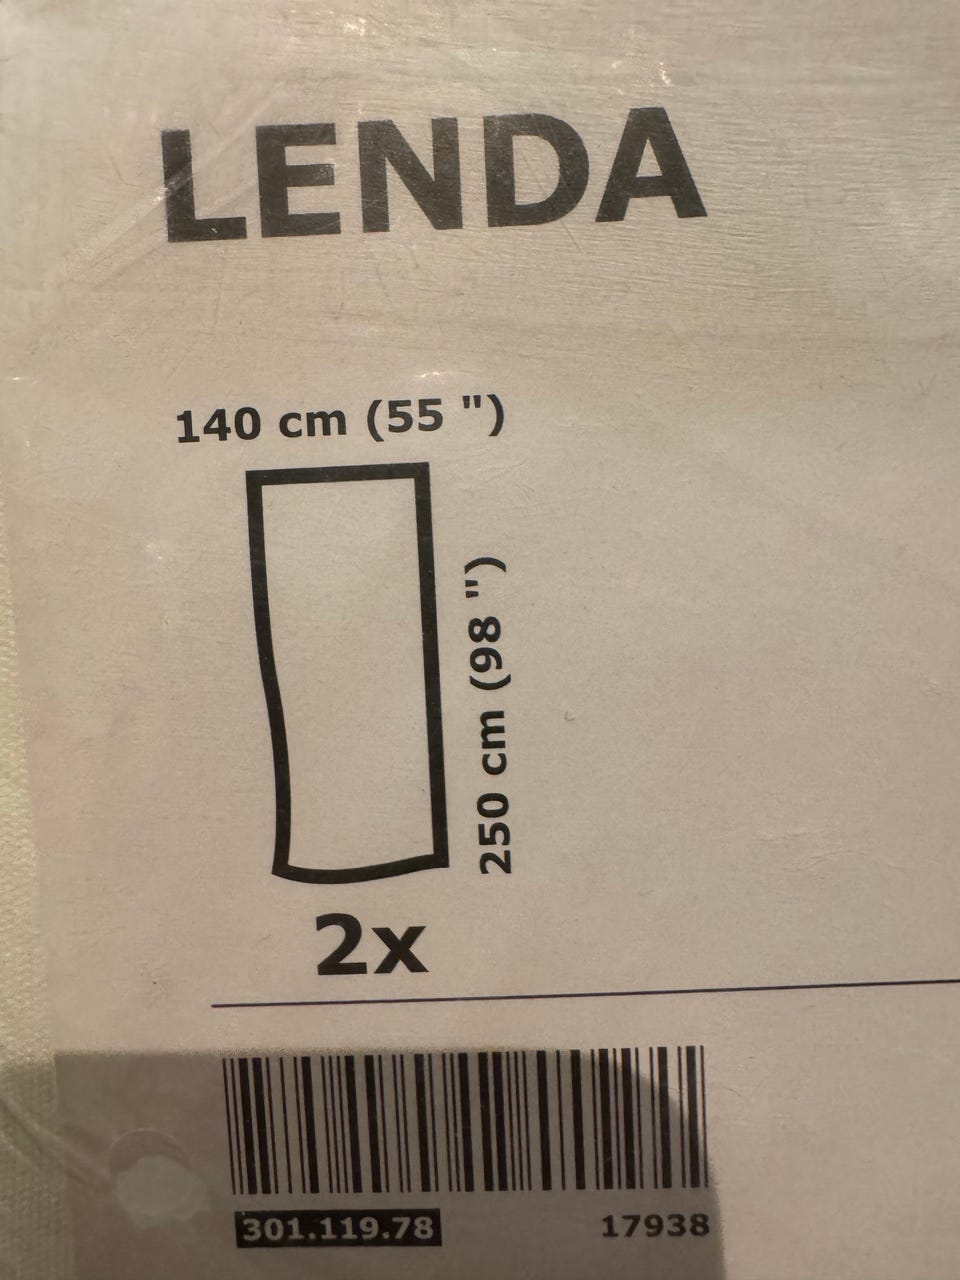 LENDA
140 cm (55 ")
250 cm (98 ")
2x
301.119.78
17938